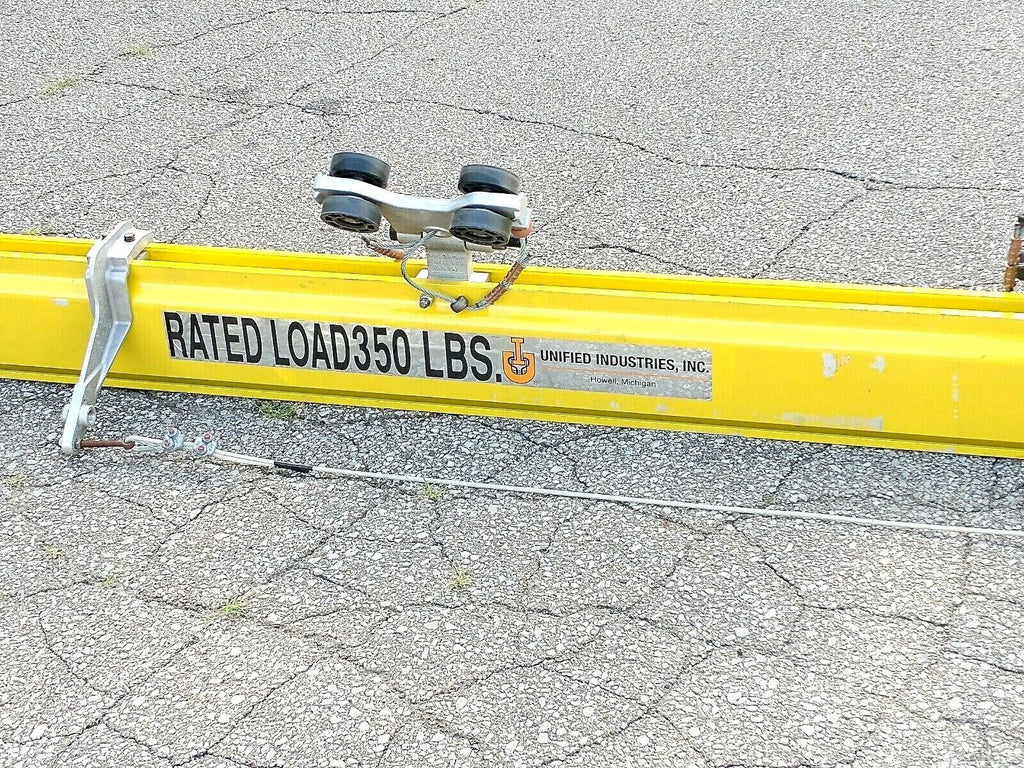 RATED LOAD350 LBS.
UNIFIED INDUSTRIES, INC.
Howell, Michigan